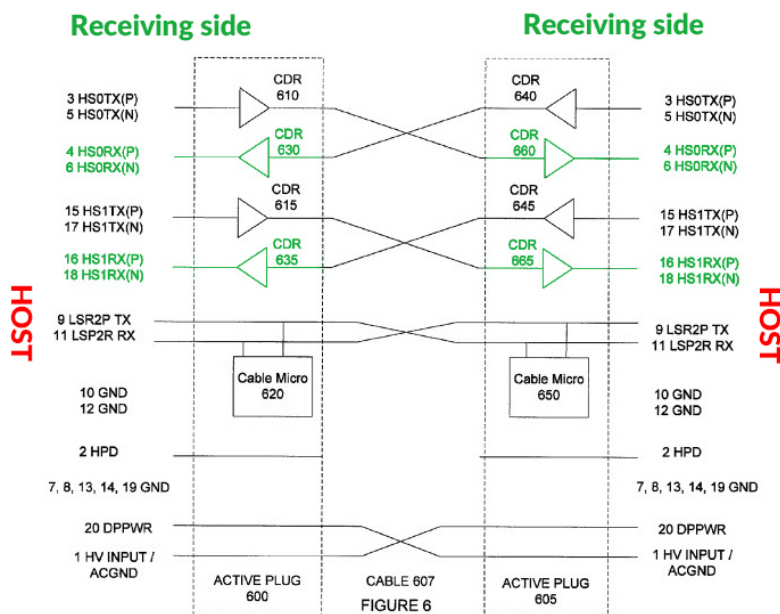 Receiving side
Receiving side
3 HS0TX(P)
5 HS0TX(N)
CDR
610
CDR
640
3 HS0TX(P)
5 HS0TX(N)
4 HS0RX(P)
6 HS0RX(N)
CDR
630
CDR
660
4 HS0RX(P)
6 HS0RX(N)
15 HS1TX(P)
17 HS1TX(N)
CDR
615
CDR
645
15 HS1TX(P)
17 HS1TX(N)
16 HS1RX(P)
18 HS1RX(N)
CDR
635
CDR
665
16 HS1RX(P)
18 HS1RX(N)
HOST
HOST
9 LSR2P TX
11 LSP2R RX
9 LSR2P TX
11 LSP2R RX
Cable Micro
620
Cable Micro
650
10 GND
12 GND
10 GND
12 GND
2 HPD
2 HPD
7, 8, 13, 14, 19 GND
7, 8, 13, 14, 19 GND
20 DPPWR
20 DPPWR
1 HV INPUT /
ACGND
1 HV INPUT /
ACGND
ACTIVE PLUG
600
CABLE 607
ACTIVE PLUG
605
FIGURE 6